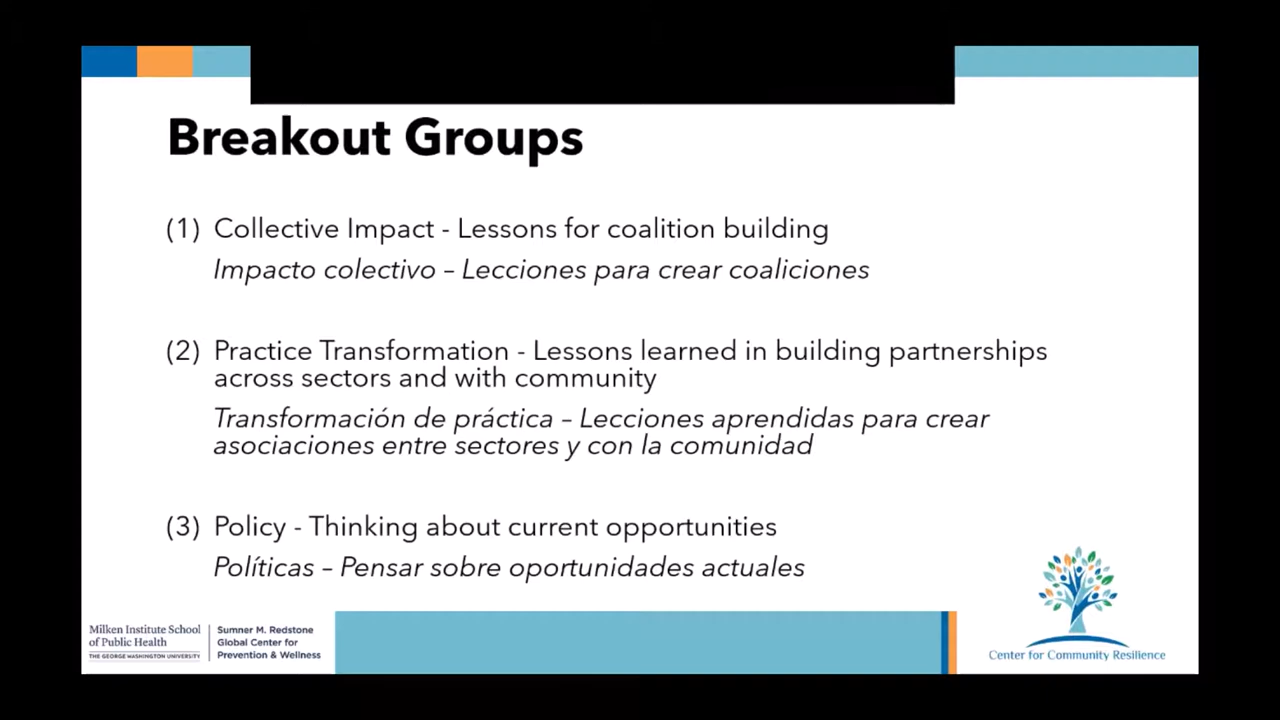 Breakout Groups
(1) Collective Impact - Lessons for coalition building
Impacto colectivo – Lecciones para crear coaliciones
(2) Practice Transformation - Lessons learned in building partnerships
across sectors and with community
Transformación de práctica – Lecciones aprendidas para crear
asociaciones entre sectores y con la comunidad
(3) Policy - Thinking about current opportunities
Políticas – Pensar sobre oportunidades actuales
Milken Institute School
of Public Health
THE GEORGE WASHINGTON UNIVERSITY
Sumner M. Redstone
Global Center for
Prevention & Wellness
Center for Community Resilience